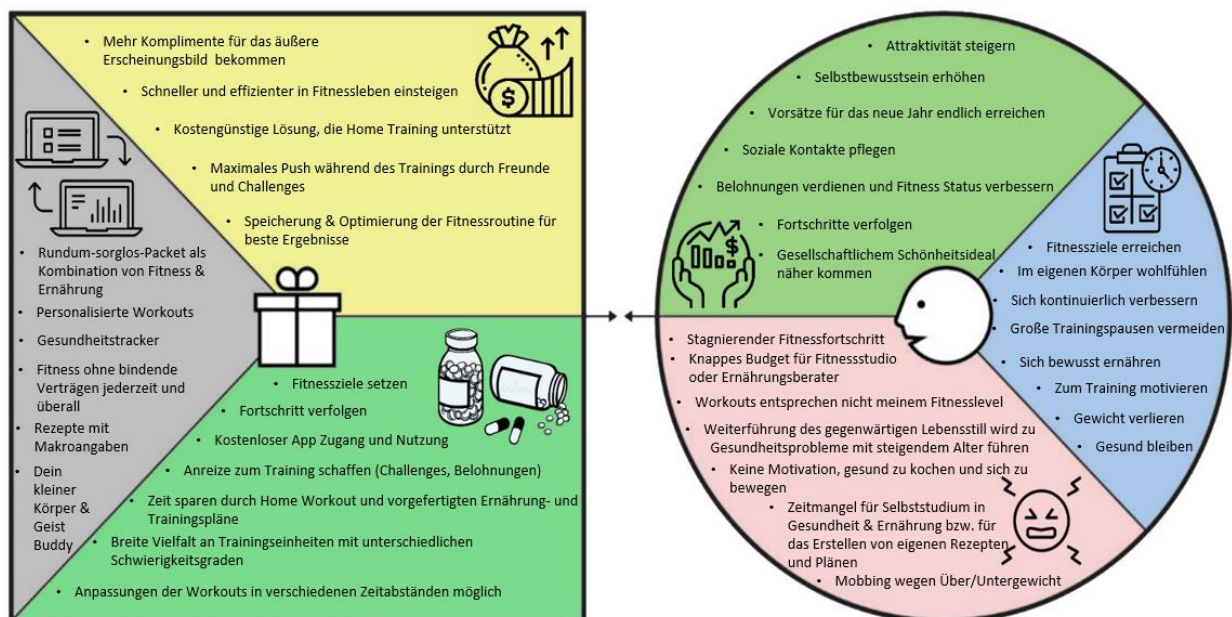 • Mehr Komplimente für das äußere
Erscheinungsbild bekommen
• Schneller und effizienter in Fitnessleben einsteigen
• Kostengünstige Lösung, die Home Training unterstützt
• Maximales Push während des Trainings durch Freunde
und Challenges
• Speicherung & Optimierung der Fitnessroutine für
beste Ergebnisse
$
• Rundum-sorglos-Packet als
Kombination von Fitness &
Ernährung
• Personalisierte Workouts
• Gesundheitstracker
• Fitness ohne bindende
Verträgen jederzeit und
überall
• Rezepte mit
Makroangaben
• Dein
kleiner
Körper &
Geist
Buddy
• Fitnessziele setzen
• Fortschritt verfolgen
• Kostenloser App Zugang und Nutzung
• Anreize zum Training schaffen (Challenges, Belohnungen)
• Zeit sparen durch Home Workout und vorgefertigten Ernährung- und
Trainingspläne
• Breite Vielfalt an Trainingseinheiten mit unterschiedlichen
Schwierigkeitsgraden
• Anpassungen der Workouts in verschiedenen Zeitabständen möglich
• Attraktivität steigern
• Selbstbewusstsein erhöhen
• Vorsätze für das neue Jahr endlich erreichen
• Soziale Kontakte pflegen
• Belohnungen verdienen und Fitness Status verbessern
• Fortschritte verfolgen
• Gesellschaftlichem Schönheitsideal
näher kommen
$
• Fitnessziele erreichen
• Im eigenen Körper wohlfühlen
• Sich kontinuierlich verbessern
• Große Trainingspausen vermeiden
• Sich bewusst ernähren
• Zum Training motivieren
• Gewicht verlieren
• Gesund bleiben
• Stagnierender Fitnessfortschritt
• Knappes Budget für Fitnessstudio
oder Ernährungsberater
• Workouts entsprechen nicht meinem Fitnesslevel
• Weiterführung des gegenwärtigen Lebensstill wird zu
Gesundheitsprobleme mit steigendem Alter führen
• Keine Motivation, gesund zu kochen und sich zu
bewegen
• Zeitmangel für Selbststudium in
Gesundheit & Ernährung bzw. für
das Erstellen von eigenen Rezepten
und Plänen
• Mobbing wegen Über/Untergewicht